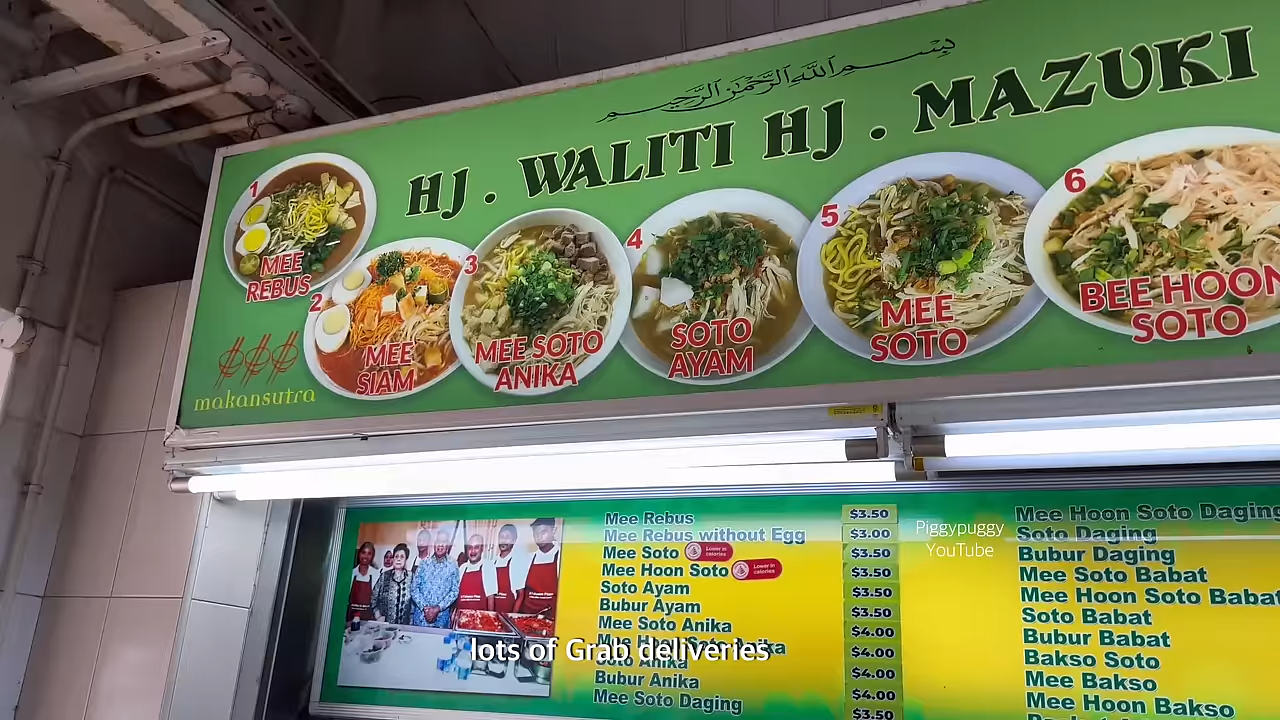 بسم الله الرحمن الرحيم
HJ . WALITI HJ . MAZUKI
1
MEE
REBUS
2
MEE
SIAM
3
MEE SOTO
ANIKA
4
SOTO
AYAM
5
MEE
SOTO
6
BEE HOON
SOTO
makansutra
Mee Rebus $3.50
Mee Rebus without Egg $3.00
Mee Soto Lower in calories $3.50
Mee Hoon Soto Lower in calories $3.50
Soto Ayam $3.50
Bubur Ayam $3.50
Mee Soto Anika $4.00
Mee Hoon Soto Anika $4.00
Soto Anika $4.00
Bubur Anika $4.00
Mee Soto Daging $3.50
Mee Hoon Soto Daging
Soto Daging
Bubur Daging
Mee Soto Babat
Mee Hoon Soto Babat
Soto Babat
Bubur Babat
Bakso Soto
Mee Bakso
Mee Hoon Bakso
Piggypuggy
YouTube
lots of Grab deliveries